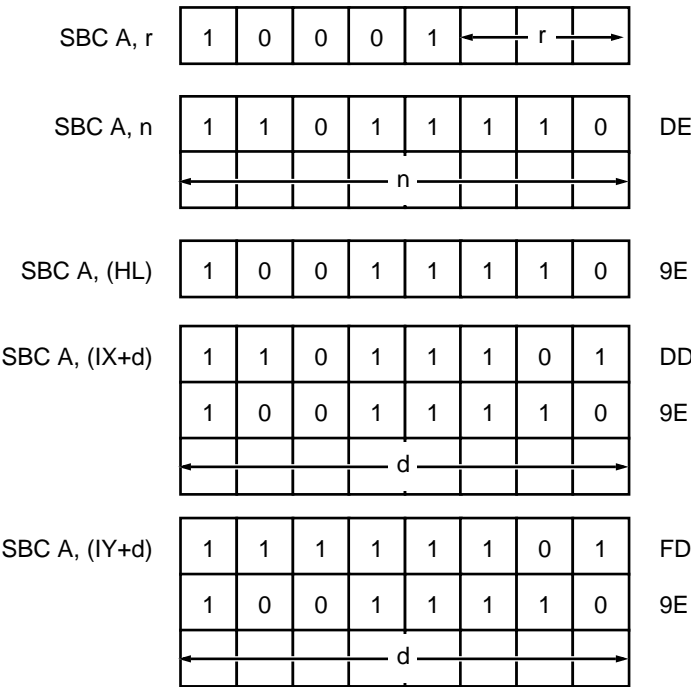 SBC A, r 1 0 0 0 1 r
SBC A, n 1 1 0 1 1 1 1 0 DE
n
SBC A, (HL) 1 0 0 1 1 1 1 0 9E
SBC A, (IX+d) 1 1 0 1 1 1 0 1 DD
1 0 0 1 1 1 1 0 9E
d
SBC A, (IY+d) 1 1 1 1 1 1 0 1 FD
1 0 0 1 1 1 1 0 9E
d